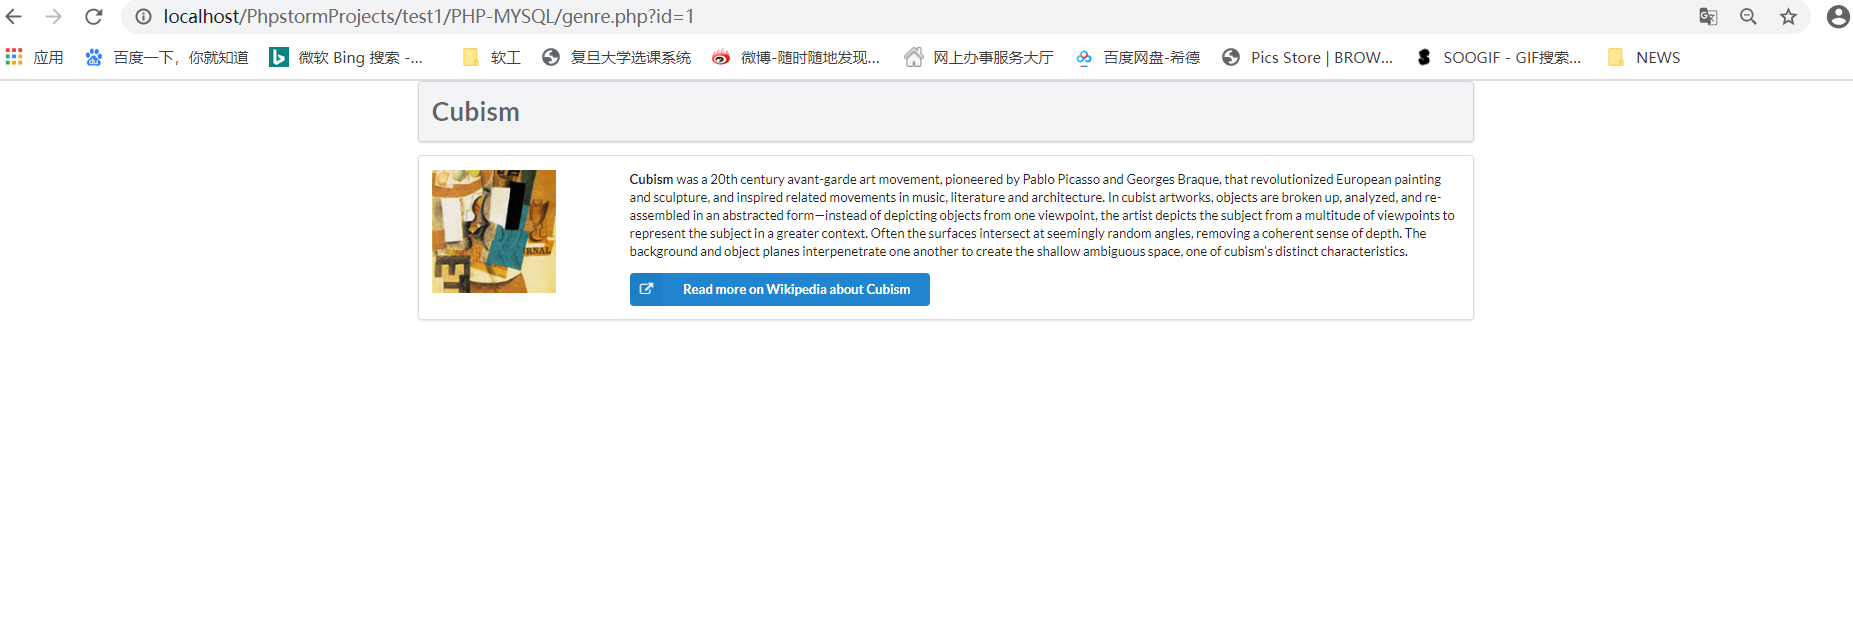 localhost/PhpstormProjects/test1/PHP-MYSQL/genre.php?id=1
应用 百度一下，你就知道 微软 Bing 搜索 -... 软工 复旦大学选课系统 微博-随时随地发现... 网上办事服务大厅 百度网盘-希德 Pics Store | BROW... SOOGIF - GIF搜索... NEWS
Cubism
Cubism was a 20th century avant-garde art movement, pioneered by Pablo Picasso and Georges Braque, that revolutionized European painting
and sculpture, and inspired related movements in music, literature and architecture. In cubist artworks, objects are broken up, analyzed, and re-
assembled in an abstracted form—instead of depicting objects from one viewpoint, the artist depicts the subject from a multitude of viewpoints to
represent the subject in a greater context. Often the surfaces intersect at seemingly random angles, removing a coherent sense of depth. The
background and object planes interpenetrate one another to create the shallow ambiguous space, one of cubism's distinct characteristics.
URNAL
Read more on Wikipedia about Cubism